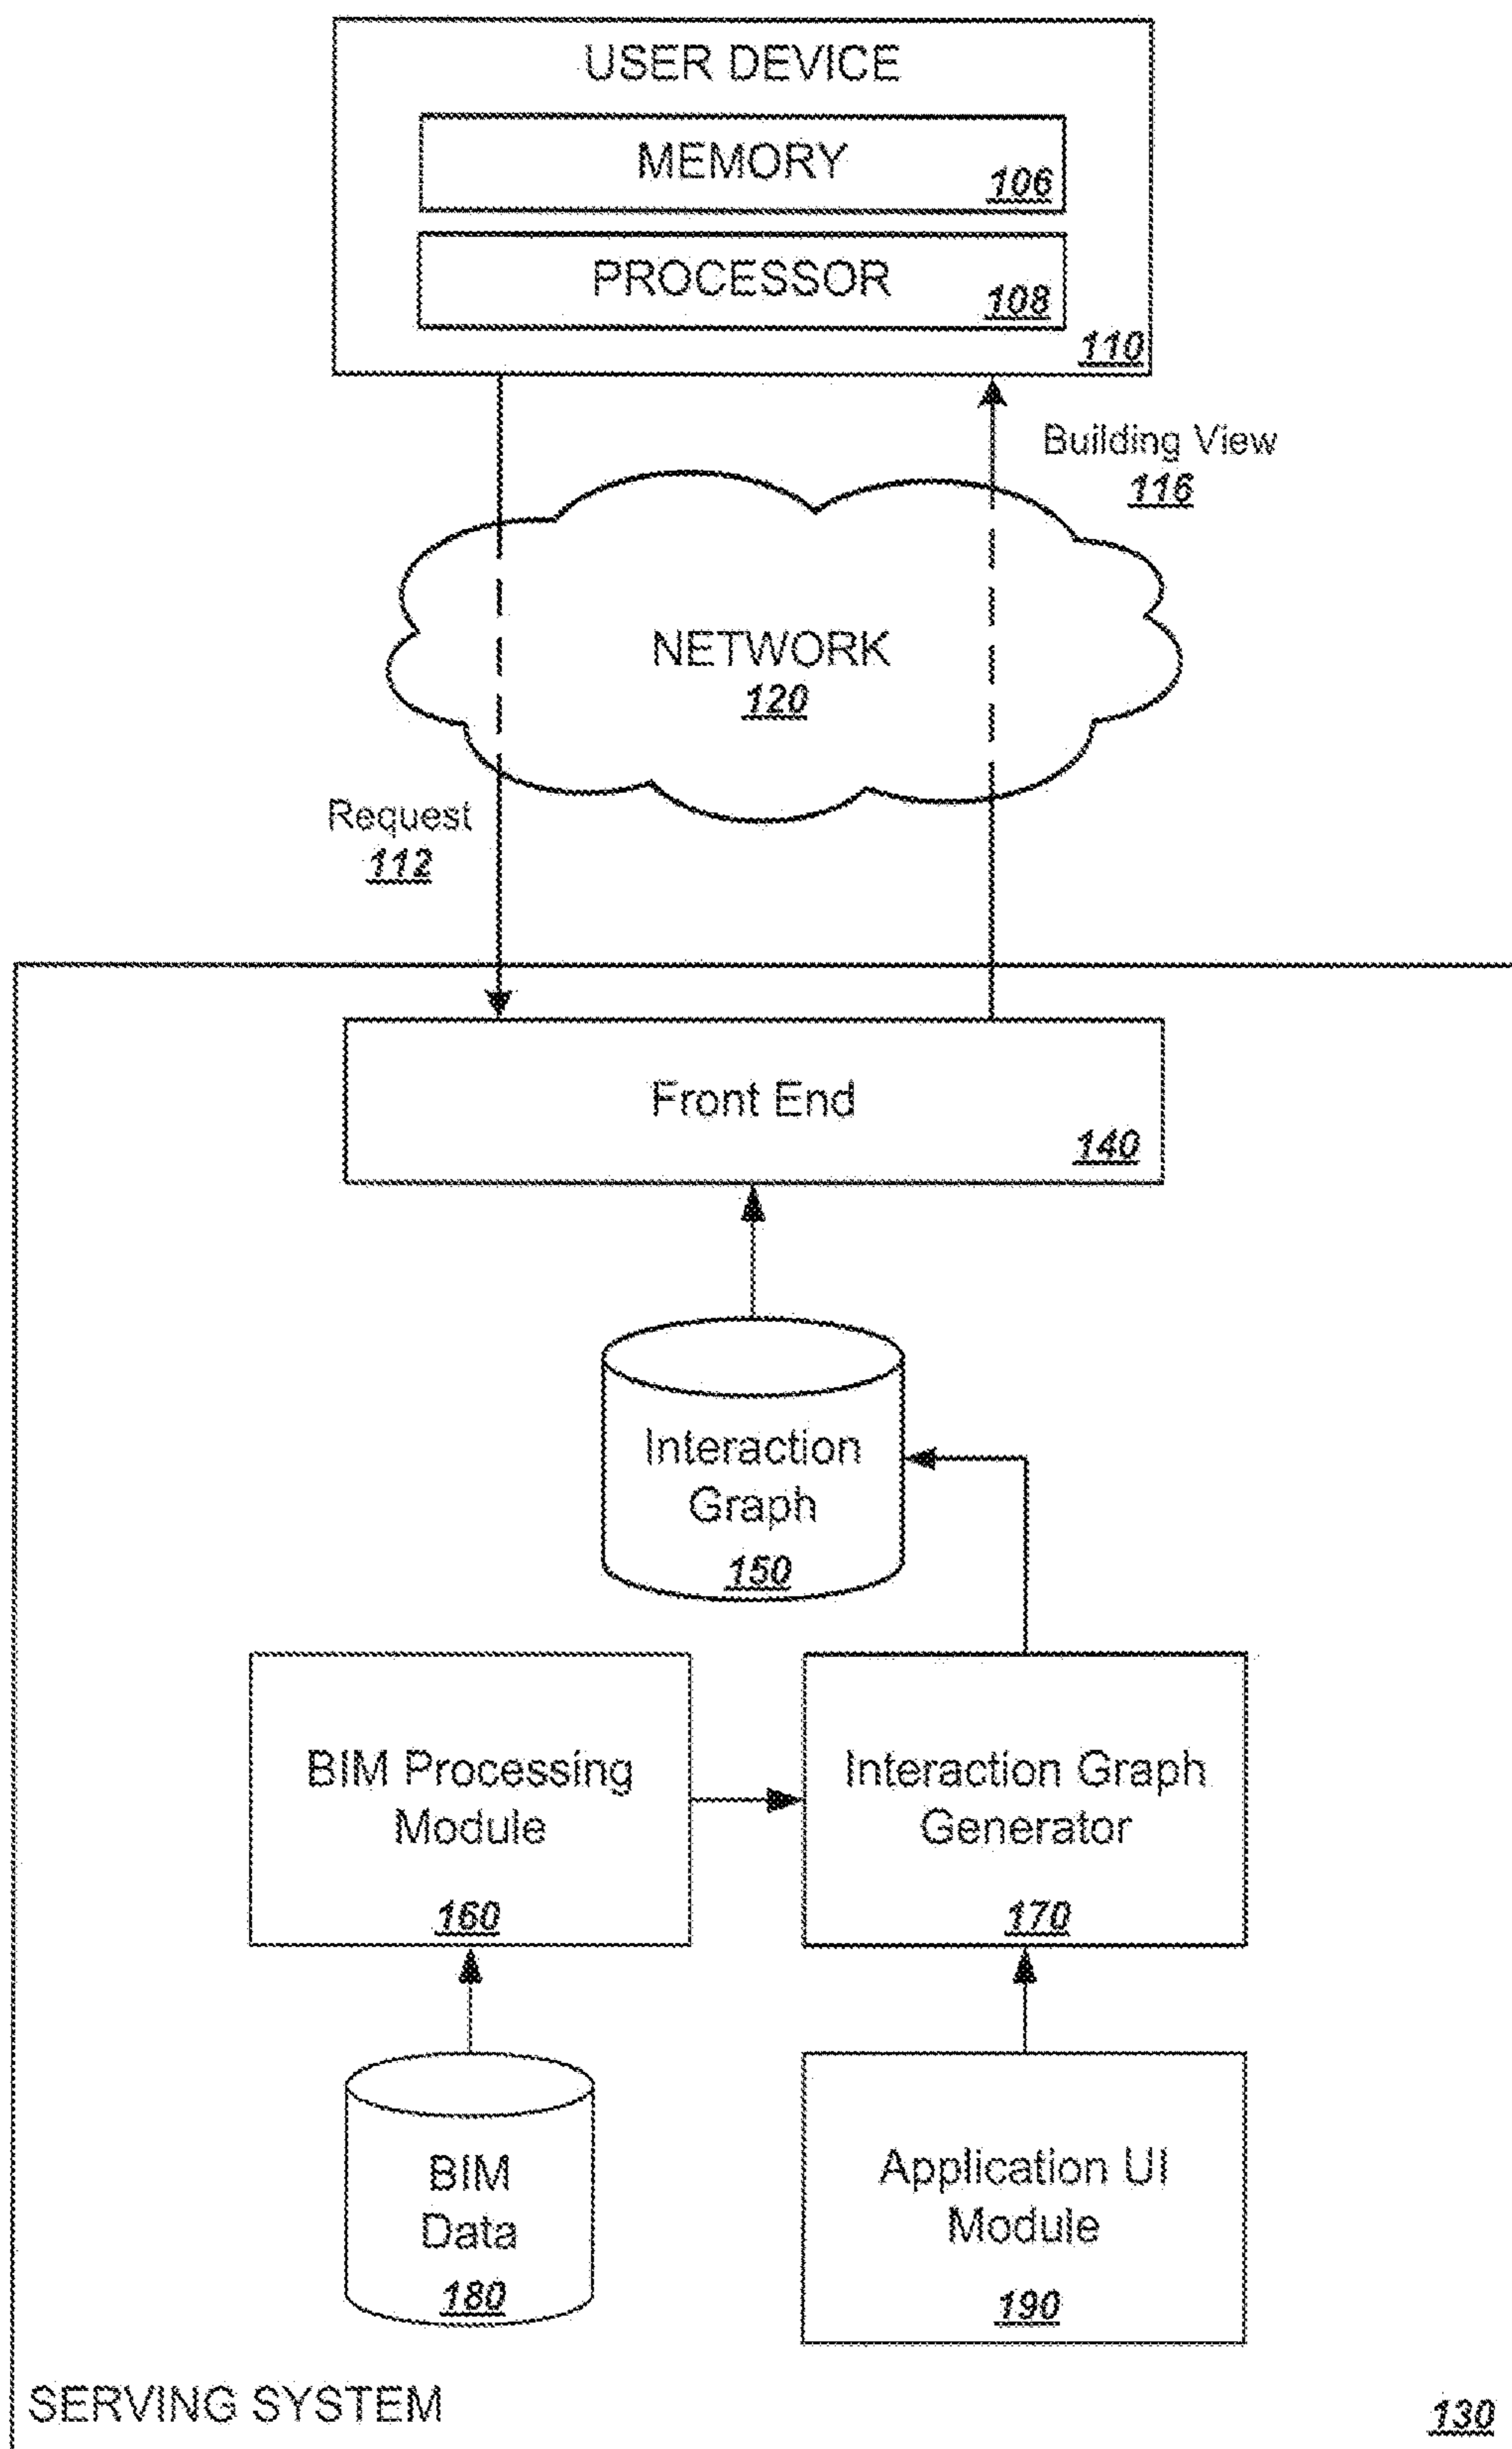 USER DEVICE
MEMORY
106
PROCESSOR
108
110
Building View
116
NETWORK
120
Request
112
Front End
140
Interaction
Graph
150
BIM Processing
Module
160
Interaction Graph
Generator
170
BIM
Data
180
Application UI
Module
190
SERVING SYSTEM
130